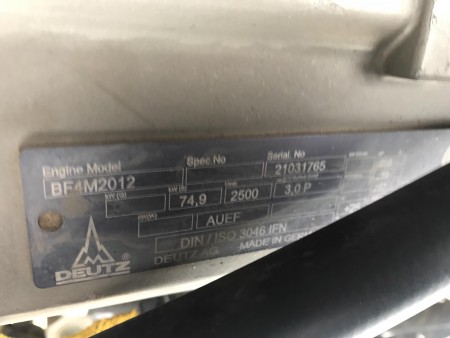 Engine Model Spec No Serial No
BF4M2012 21031765
74,9 2500 3.0 P
AUEF
DIN / ISO 3046 IFN
DEUTZ AG MADE IN
DEUTZ ®